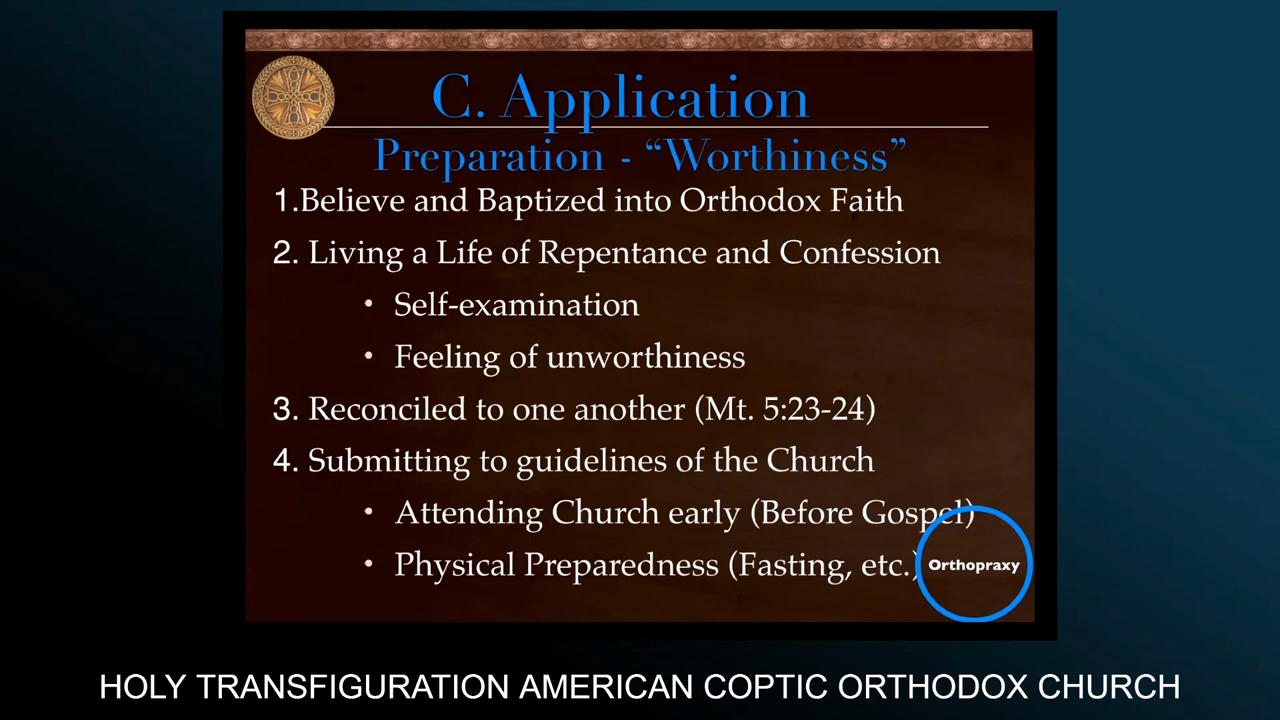 C. Application
Preparation - “Worthiness”
1.Believe and Baptized into Orthodox Faith
2. Living a Life of Repentance and Confession
• Self-examination
• Feeling of unworthiness
3. Reconciled to one another (Mt. 5:23-24)
4. Submitting to guidelines of the Church
• Attending Church early (Before Gospel)
• Physical Preparedness (Fasting, etc.)
Orthopraxy
HOLY TRANSFIGURATION AMERICAN COPTIC ORTHODOX CHURCH